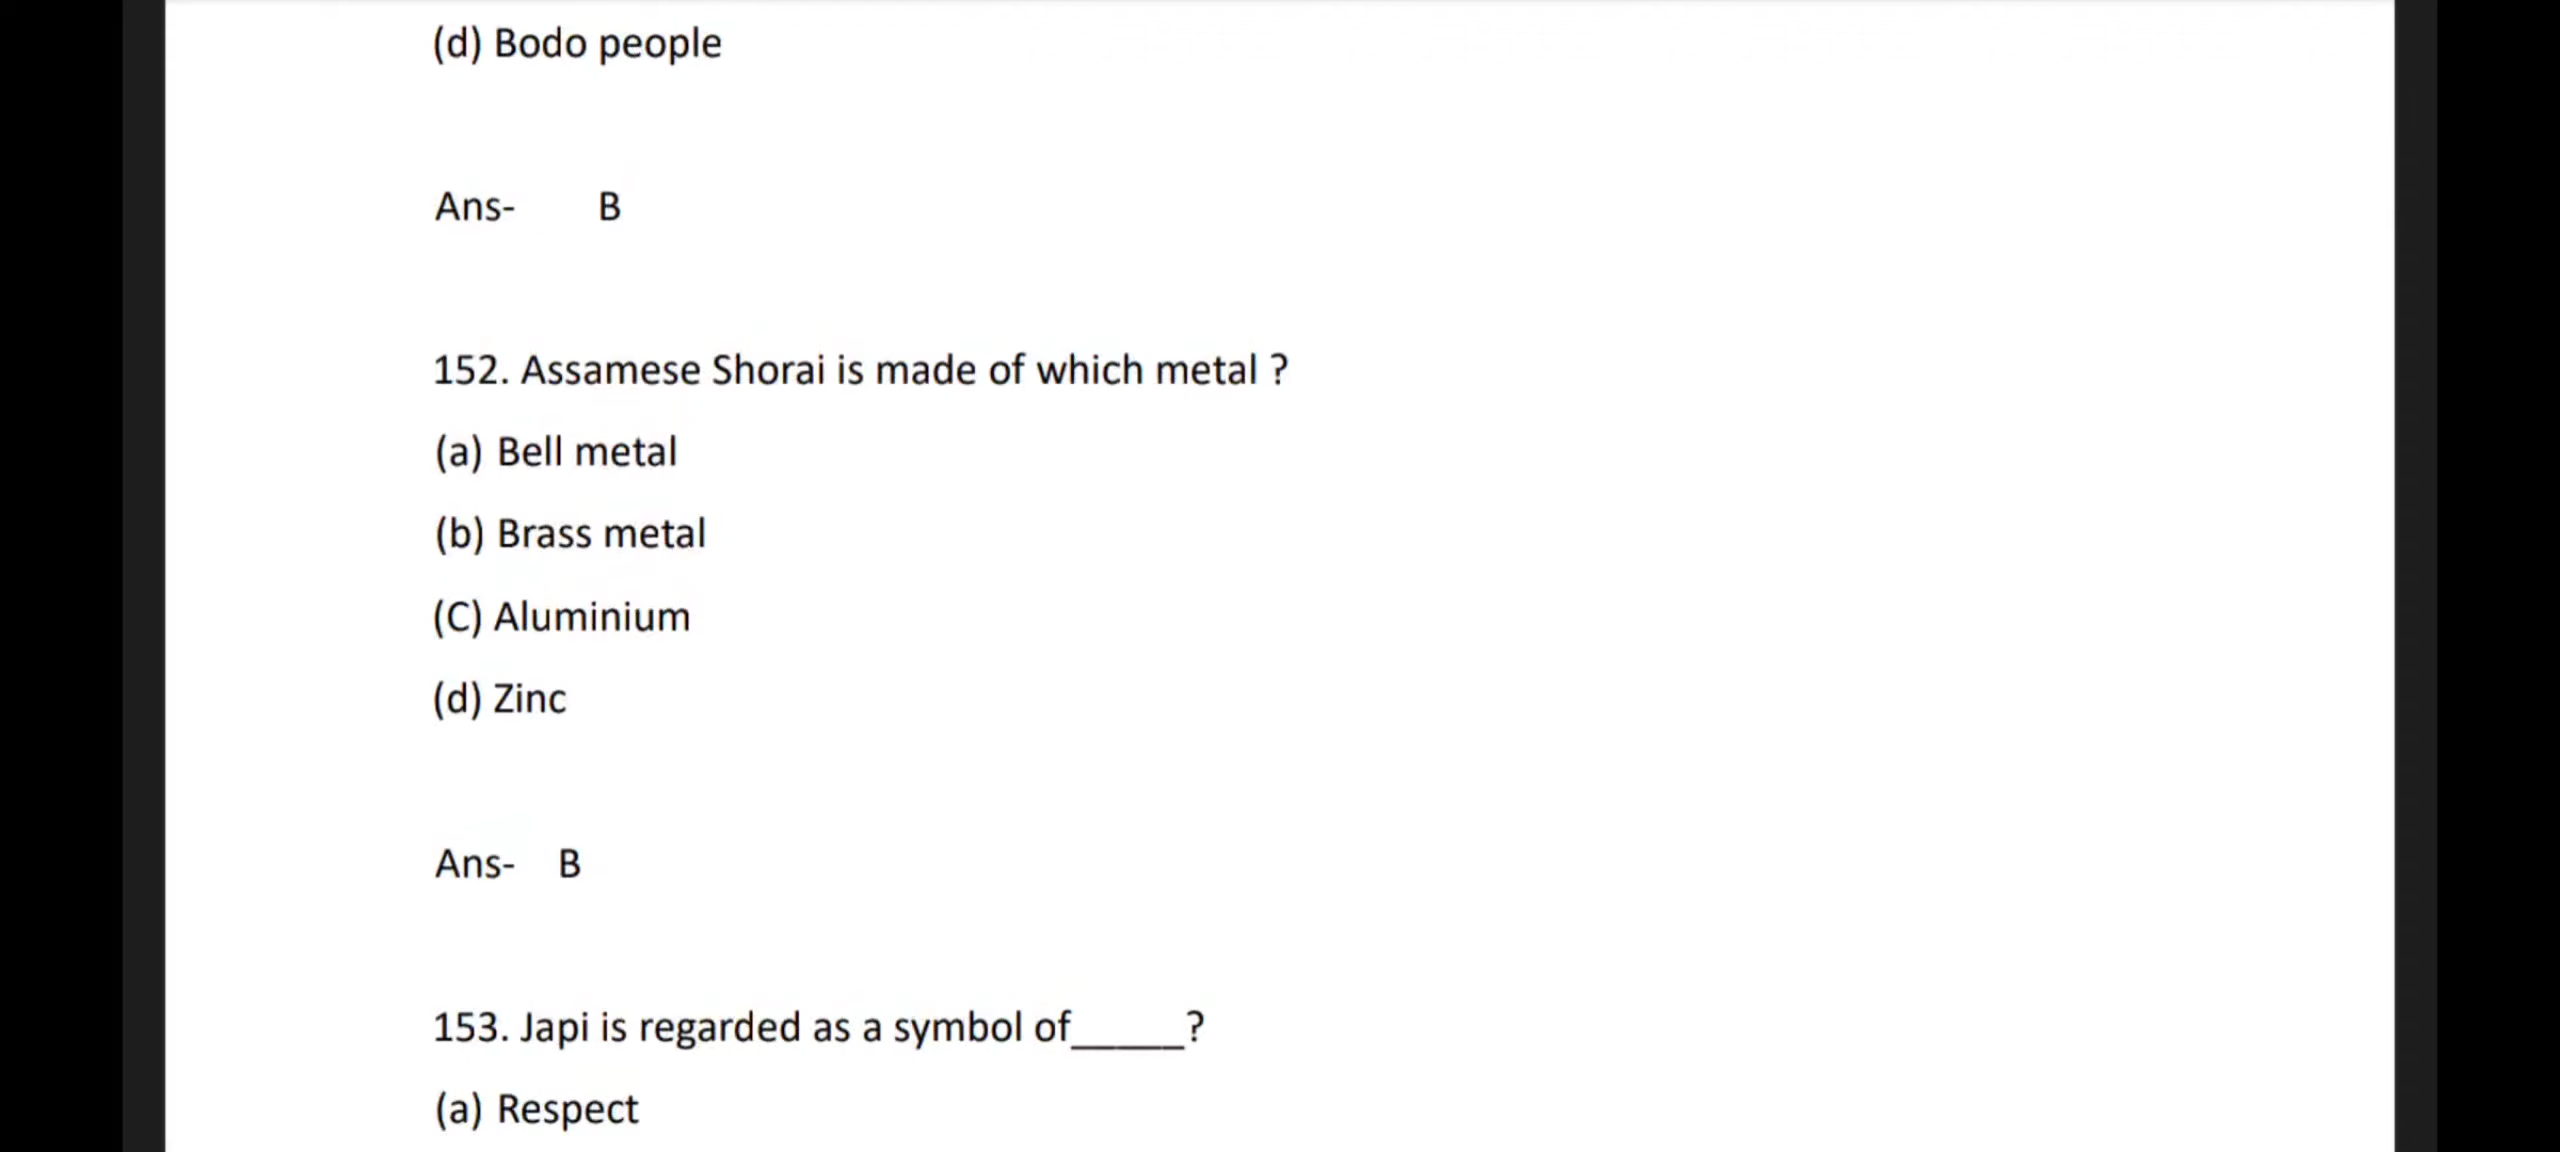 (d) Bodo people
Ans- B
152. Assamese Shorai is made of which metal ?
(a) Bell metal
(b) Brass metal
(C) Aluminium
(d) Zinc
Ans- B
153. Japi is regarded as a symbol of_____?
(a) Respect